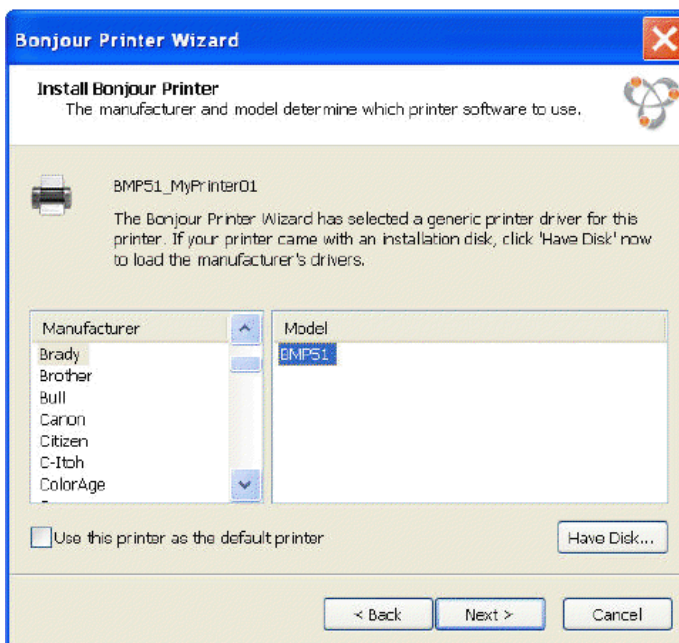 Bonjour Printer Wizard
Install Bonjour Printer
The manufacturer and model determine which printer software to use.
BMP51_MyPrinter01
The Bonjour Printer Wizard has selected a generic printer driver for this
printer. If your printer came with an installation disk, click 'Have Disk' now
to load the manufacturer's drivers.
Manufacturer
Model
Brady
BMP51
Brother
Bull
Canon
Citizen
C-Itoh
ColorAge
Use this printer as the default printer
Have Disk...
< Back
Next >
Cancel